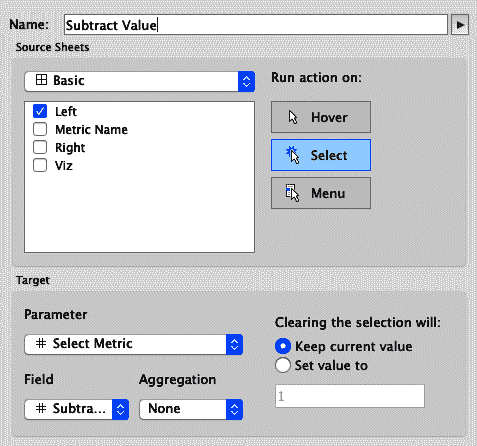 Name: Subtract Value
Source Sheets
Basic
Run action on:
Left
Metric Name
Right
Viz
Hover
Select
Menu
Target
Parameter
Select Metric
Field
Aggregation
Subtra...
None
Clearing the selection will:
Keep current value
Set value to
1